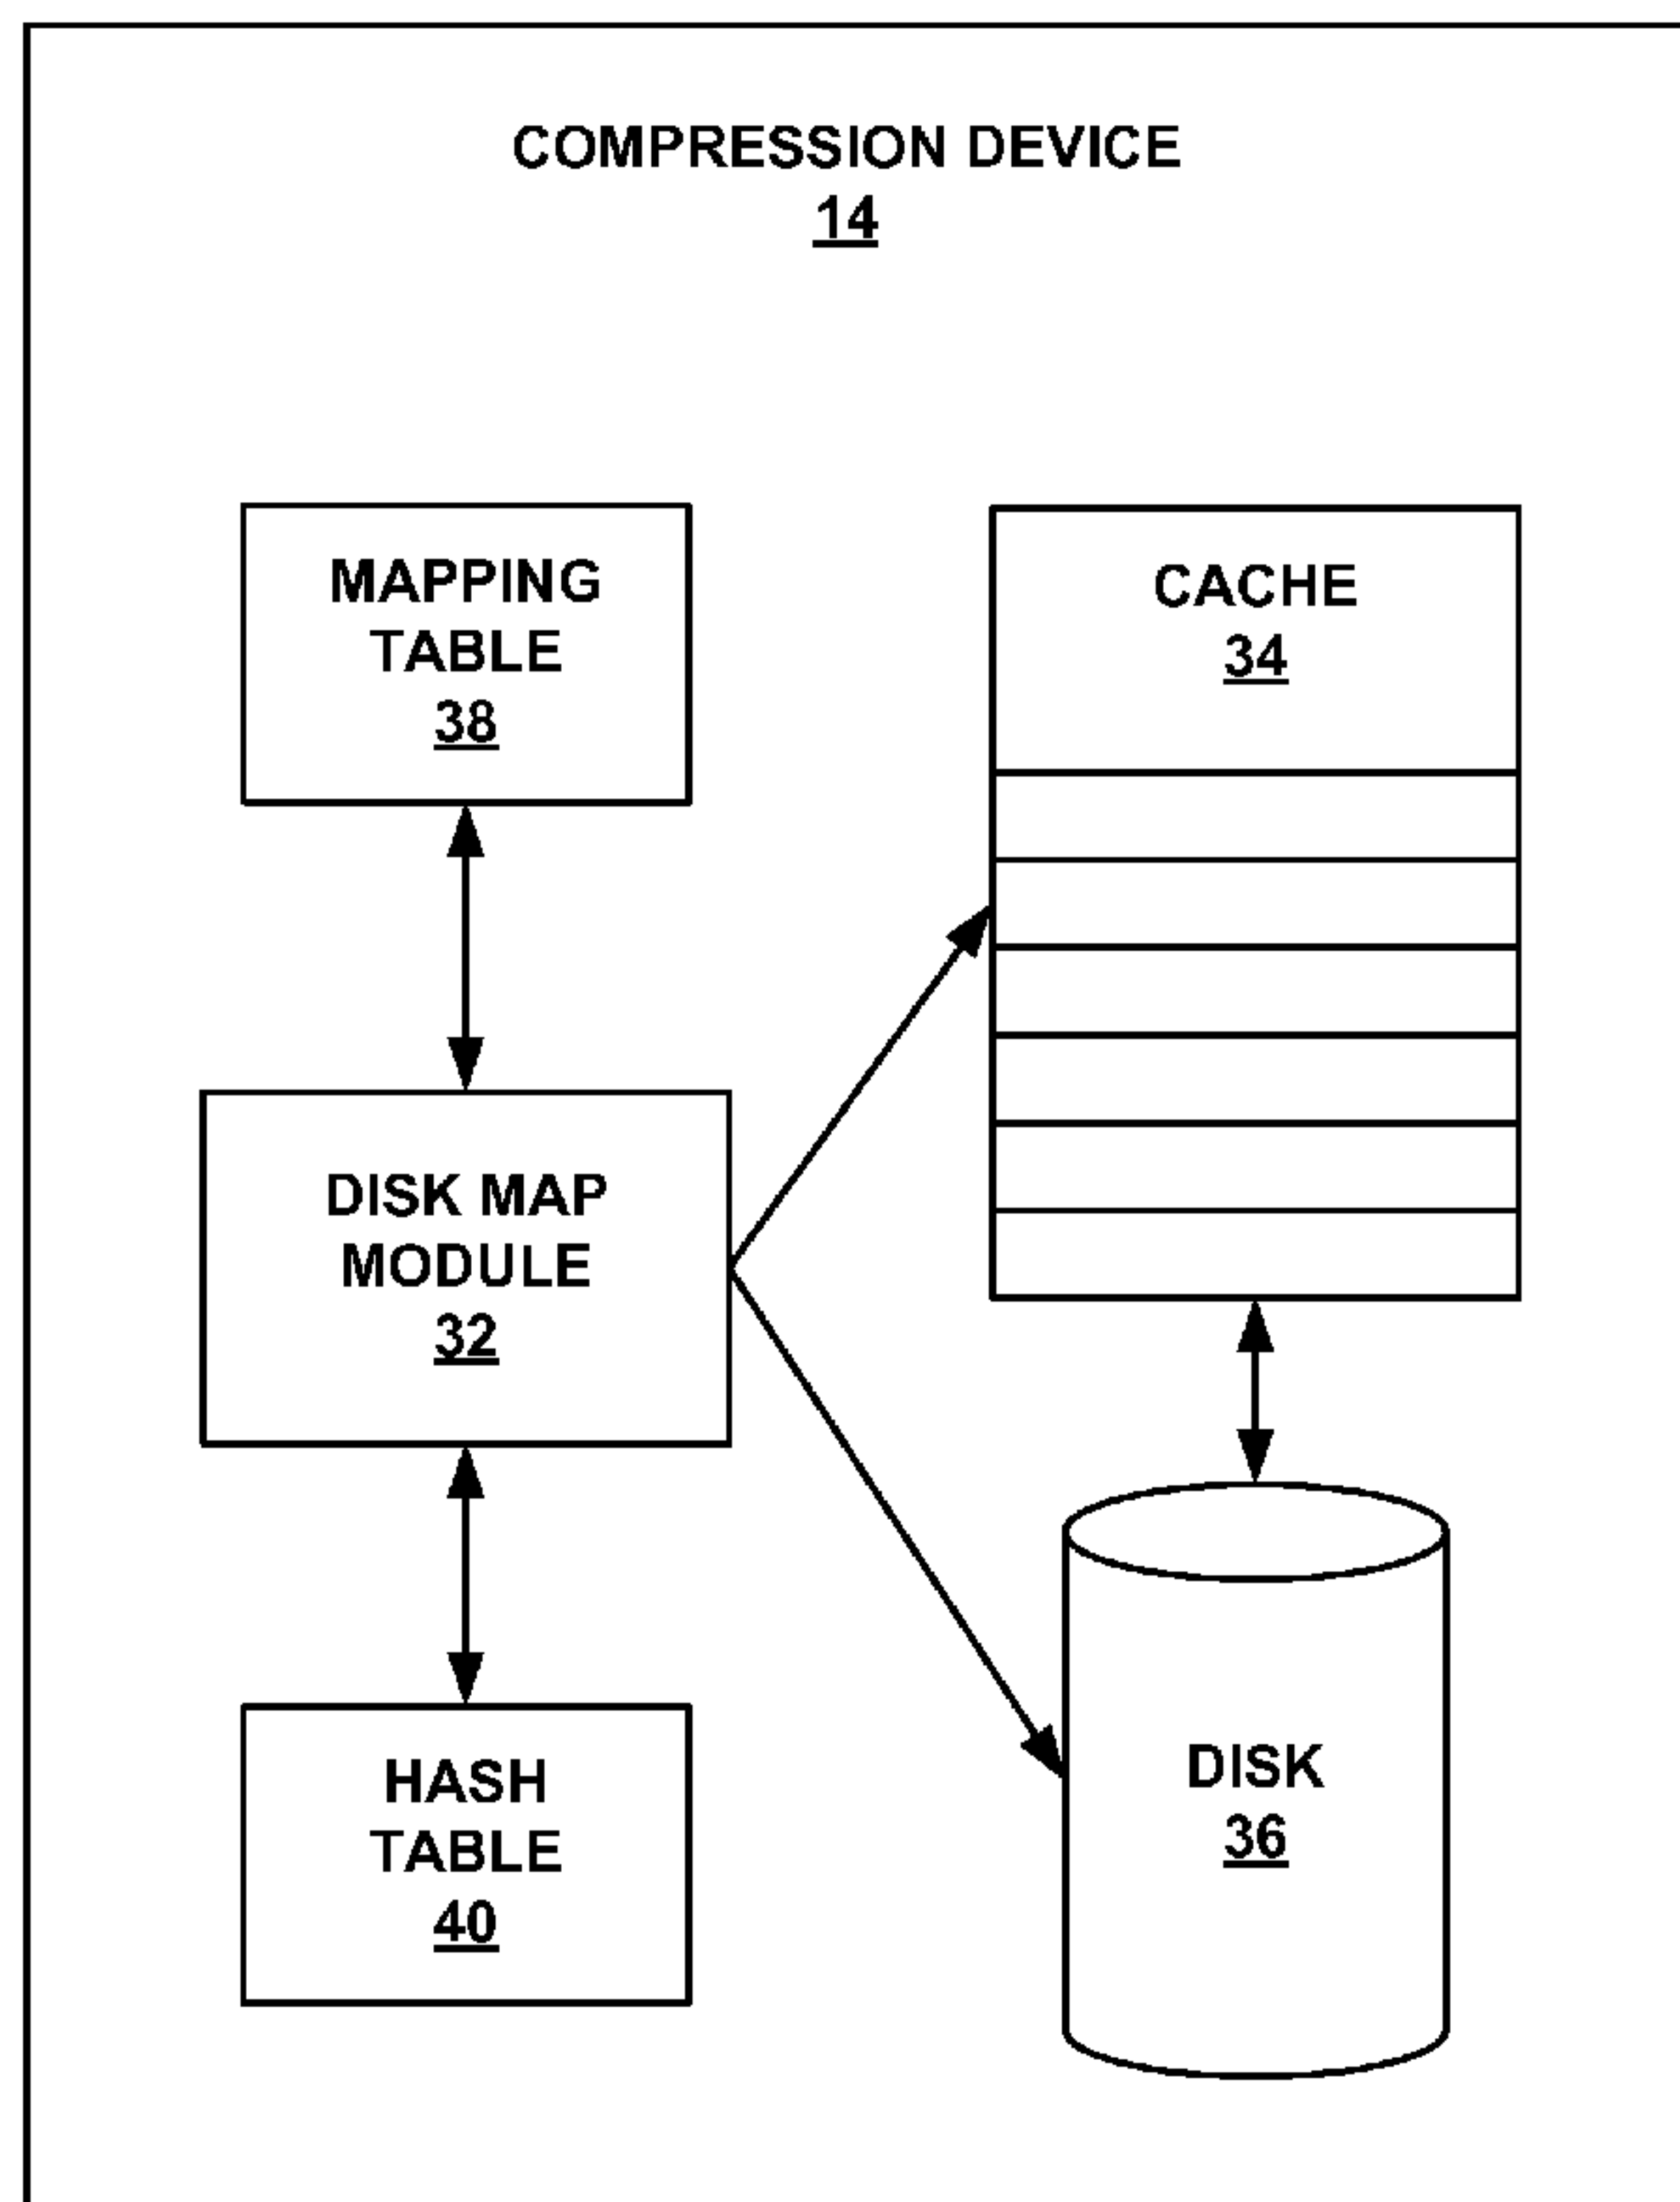 COMPRESSION DEVICE
14
MAPPING
TABLE
38
CACHE
34
DISK MAP
MODULE
32
HASH
TABLE
40
DISK
36